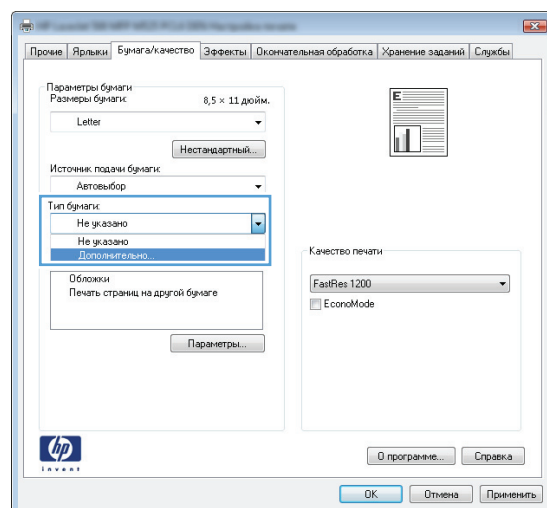 Прочие Ярлыки Бумага/качество Эффекты Окончательная обработка Хранение заданий Службы
Параметры бумаги
Размеры бумаги: 8,5 × 11 дюйм.
Letter
Нестандартный...
Источник подачи бумаги:
Автовыбор
Тип бумаги:
Не указано
Не указано
Дополнительно...
Обложки
Печать страниц на другой бумаге
Параметры...
E
Качество печати
FastRes 1200
EconoMode
hp
invent
О программе... Справка
OK Отмена Применить